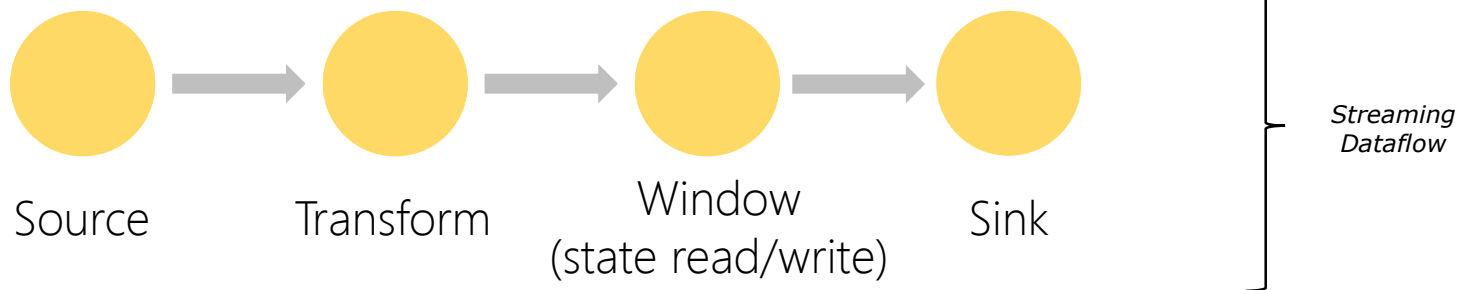 Source
Transform
Window
(state read/write)
Sink
Streaming
Dataflow